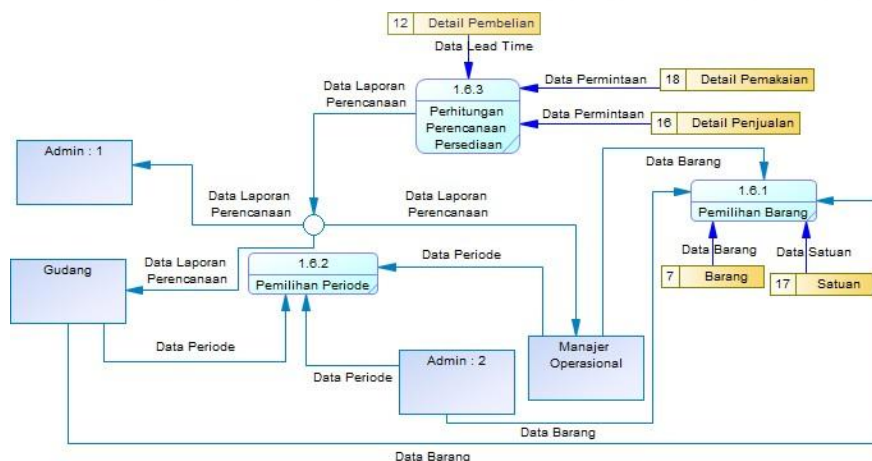 12 Detail Pembelian
Data Lead Time
Data Laporan
Perencanaan
1.6.3
Perhitungan
Perencanaan
Persediaan
Data Permintaan
18 Detail Pemakaian
Data Permintaan
16 Detail Penjualan
Admin : 1
Data Barang
1.6.1
Pemilihan Barang
Data Laporan
Perencanaan
Data Laporan
Perencanaan
Data Barang
Data Satuan
7 Barang
17 Satuan
Gudang
Data Laporan
Perencanaan
1.6.2
Pemilihan Periode
Data Periode
Data Periode
Data Periode
Admin : 2
Manajer
Operasional
Data Barang
Data Barang